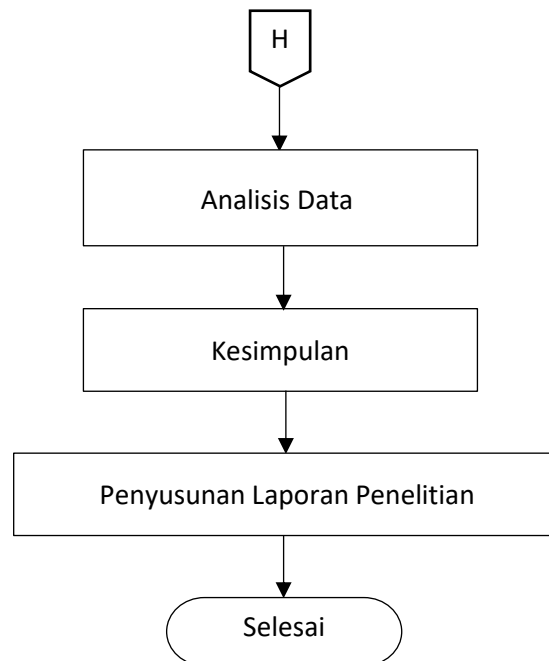 H
Analisis Data
Kesimpulan
Penyusunan Laporan Penelitian
Selesai